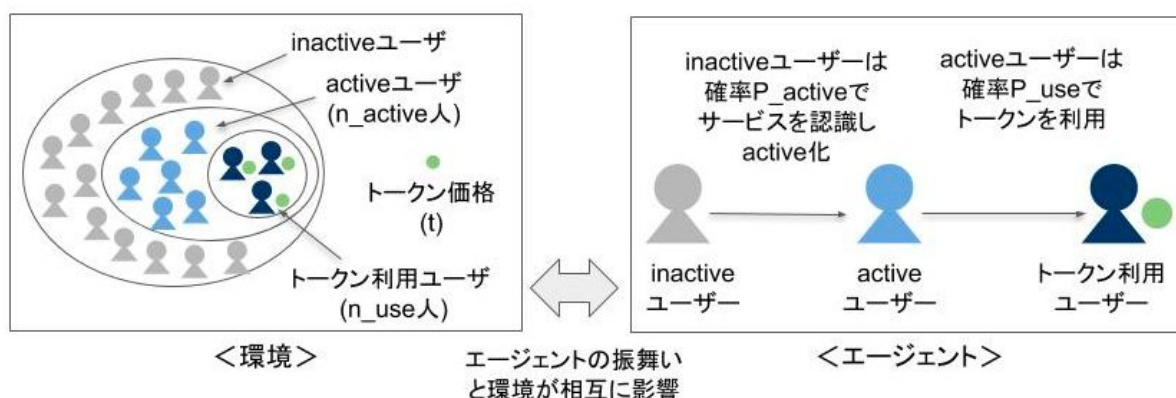 inactiveユーザ
activeユーザ
(n_active人)
トークン価格
(t)
トークン利用ユーザ
(n_use人)
<環境>
エージェントの振舞い
と環境が相互に影響
inactiveユーザーは
確率P_activeで
サービスを認識し
active化
activeユーザーは
確率P_useで
トークンを利用
inactive
ユーザー
active
ユーザー
トークン利用
ユーザー
<エージェント>